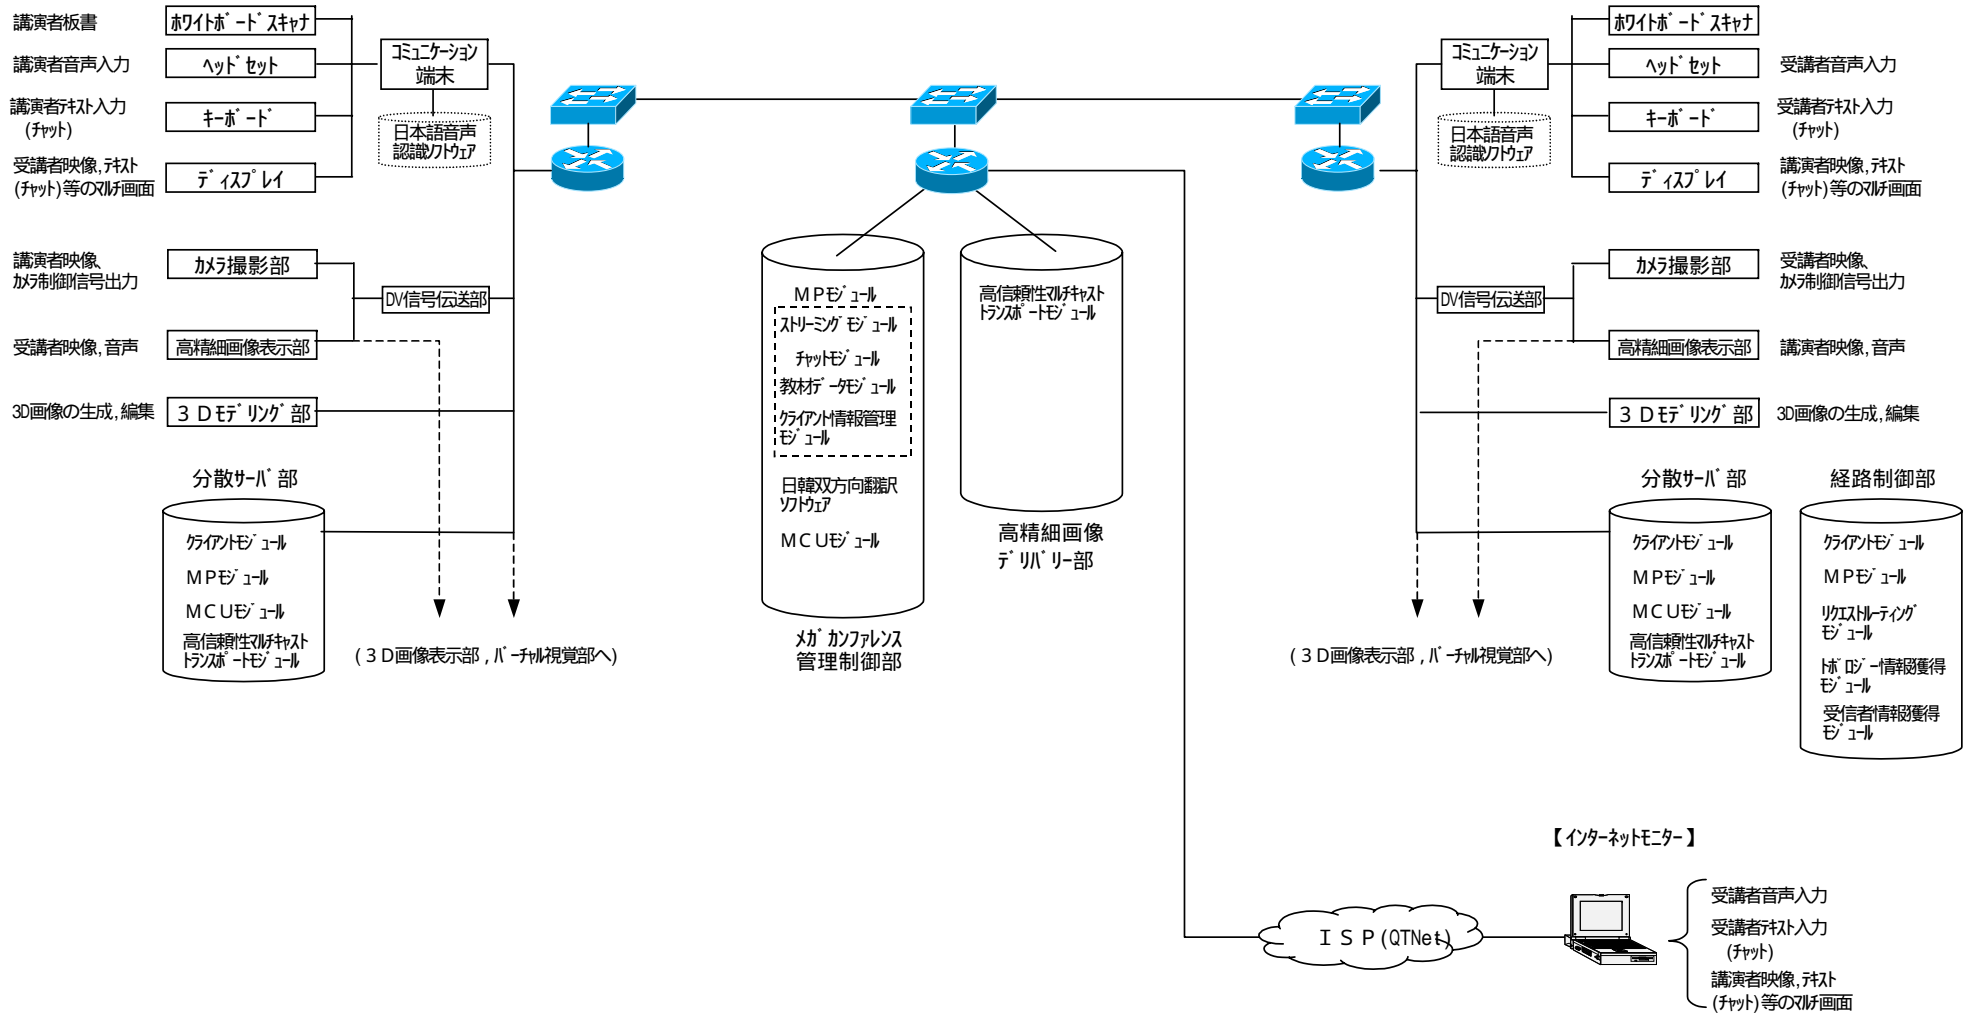 講演者板書
ﾎﾜｲﾄﾎﾞｰﾄﾞｽｷｬﾅ
講演者音声入力
ﾍｯﾄﾞｾｯﾄ
講演者ﾃｷｽﾄ入力
(ﾁｬｯﾄ)
ｷｰﾎﾞｰﾄﾞ
受講者映像,ﾃｷｽﾄ
(ﾁｬｯﾄ)等のﾏﾙﾁ画面
ﾃﾞｨｽﾌﾟﾚｲ
ｺﾐｭﾆｹｰｼｮﾝ
端末
日本語音声
認識ｿﾌﾄｳｪｱ
講演者映像、
ｶﾒﾗ制御信号出力
ｶﾒﾗ撮影部
DV信号伝送部
受講者映像,音声
高精細画像表示部
3D画像の生成,編集
３Ｄﾓﾃﾞﾘﾝｸﾞ部
分散ｻｰﾊﾞ部
ｸﾗｲｱﾝﾄﾓｼﾞｭｰﾙ
ＭＰﾓｼﾞｭｰﾙ
ＭＣＵﾓｼﾞｭｰﾙ
高信頼性ﾏﾙﾁｷｬｽﾄ
ﾄﾗﾝｽﾎﾟｰﾄﾓｼﾞｭｰﾙ
(３Ｄ画像表示部,ﾊﾞｰﾁｬﾙ視覚部へ)
ＭＰﾓｼﾞｭｰﾙ
ｽﾄﾘｰﾐﾝｸﾞﾓｼﾞｭｰﾙ
ﾁｬｯﾄﾓｼﾞｭｰﾙ
教材ﾃﾞｰﾀﾓｼﾞｭｰﾙ
ｸﾗｲｱﾝﾄ情報管理
ﾓｼﾞｭｰﾙ
日韓双方向翻訳
ｿﾌﾄｳｪｱ
ＭＣＵﾓｼﾞｭｰﾙ
ﾒｶﾞｶﾝﾌｧﾚﾝｽ
管理制御部
高信頼性ﾏﾙﾁｷｬｽﾄ
ﾄﾗﾝｽﾎﾟｰﾄﾓｼﾞｭｰﾙ
高精細画像
ﾃﾞﾘﾊﾞﾘｰ部
ｺﾐｭﾆｹｰｼｮﾝ
端末
日本語音声
認識ｿﾌﾄｳｪｱ
ﾎﾜｲﾄﾎﾞｰﾄﾞｽｷｬﾅ
ﾍｯﾄﾞｾｯﾄ
受講者音声入力
ｷｰﾎﾞｰﾄﾞ
受講者ﾃｷｽﾄ入力
(ﾁｬｯﾄ)
ﾃﾞｨｽﾌﾟﾚｲ
講演者映像,ﾃｷｽﾄ
(ﾁｬｯﾄ)等のﾏﾙﾁ画面
DV信号伝送部
ｶﾒﾗ撮影部
受講者映像、
ｶﾒﾗ制御信号出力
高精細画像表示部
講演者映像,音声
３Ｄﾓﾃﾞﾘﾝｸﾞ部
3D画像の生成,編集
(３Ｄ画像表示部,ﾊﾞｰﾁｬﾙ視覚部へ)
分散ｻｰﾊﾞ部
ｸﾗｲｱﾝﾄﾓｼﾞｭｰﾙ
ＭＰﾓｼﾞｭｰﾙ
ＭＣＵﾓｼﾞｭｰﾙ
高信頼性ﾏﾙﾁｷｬｽﾄ
ﾄﾗﾝｽﾎﾟｰﾄﾓｼﾞｭｰﾙ
経路制御部
ｸﾗｲｱﾝﾄﾓｼﾞｭｰﾙ
ＭＰﾓｼﾞｭｰﾙ
ﾘｸｴｽﾄﾙｰﾃｨﾝｸﾞ
ﾓｼﾞｭｰﾙ
ﾄﾎﾟﾛｼﾞｰ情報獲得
ﾓｼﾞｭｰﾙ
受信者情報獲得
ﾓｼﾞｭｰﾙ
【ｲﾝﾀｰﾈｯﾄﾓﾆﾀｰ】
ＩＳＰ(QTNet)
受講者音声入力
受講者ﾃｷｽﾄ入力
(ﾁｬｯﾄ)
講演者映像,ﾃｷｽﾄ
(ﾁｬｯﾄ)等のﾏﾙﾁ画面